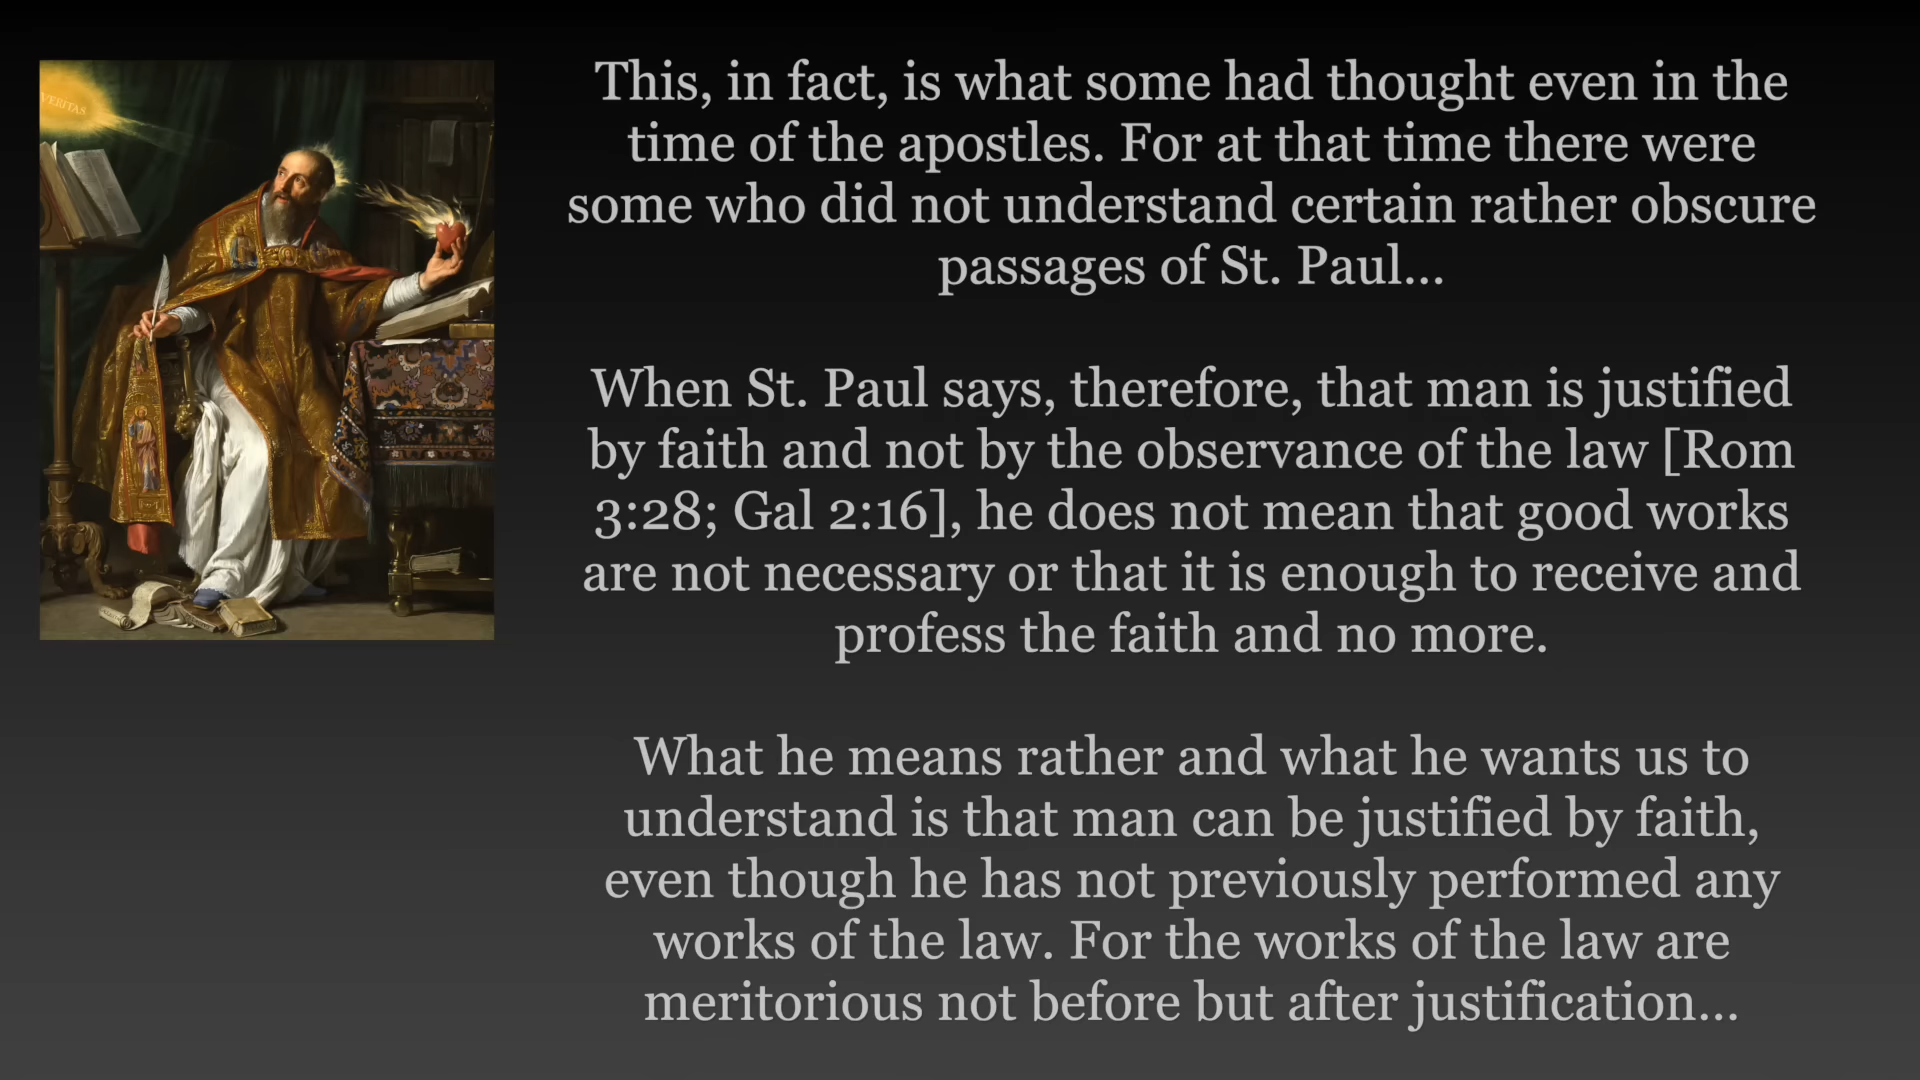 VERITAS
This, in fact, is what some had thought even in the
time of the apostles. For at that time there were
some who did not understand certain rather obscure
passages of St. Paul...
When St. Paul says, therefore, that man is justified
by faith and not by the observance of the law [Rom
3:28; Gal 2:16], he does not mean that good works
are not necessary or that it is enough to receive and
profess the faith and no more.
What he means rather and what he wants us to
understand is that man can be justified by faith,
even though he has not previously performed any
works of the law. For the works of the law are
meritorious not before but after justification...